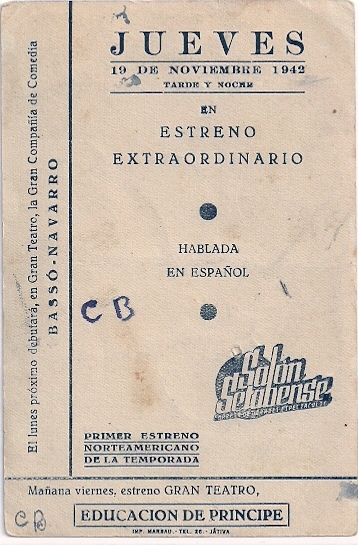 JUEVES
19 DE NOVIEMBRE 1942
TARDE Y NOCHE
EN
ESTRENO
EXTRAORDINARIO
HABLADA
EN ESPAÑOL
CB
Salón
Setabense
PRIMER ESTRENO
NORTEAMERICANO
DE LA TEMPORADA
El lunes próximo debutará, en Gran Teatro, la Gran Compañía de Comedia
BASSÓ-NAVARRO
Mañana viernes, estreno GRAN TEATRO,
EDUCACION DE PRINCIPE
IMP. MARBAU.-TEL. 26.- JÁTIVA
CB